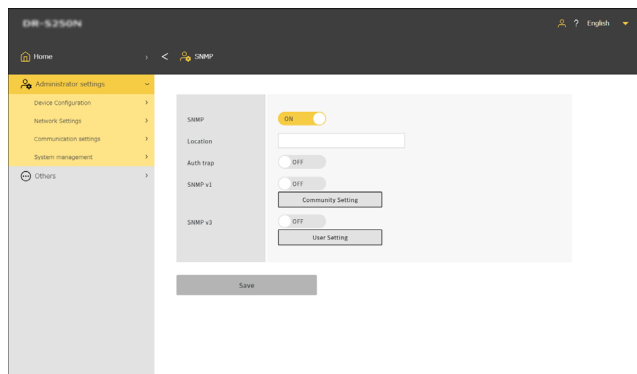 DR-S250N
? English
Home
SNMP
Administrator settings
Device Configuration
Network Settings
Communication settings
System management
Others
SNMP ON
Location
Auth trap OFF
SNMP v1 OFF
Community Setting
SNMP v3 OFF
User Setting
Save